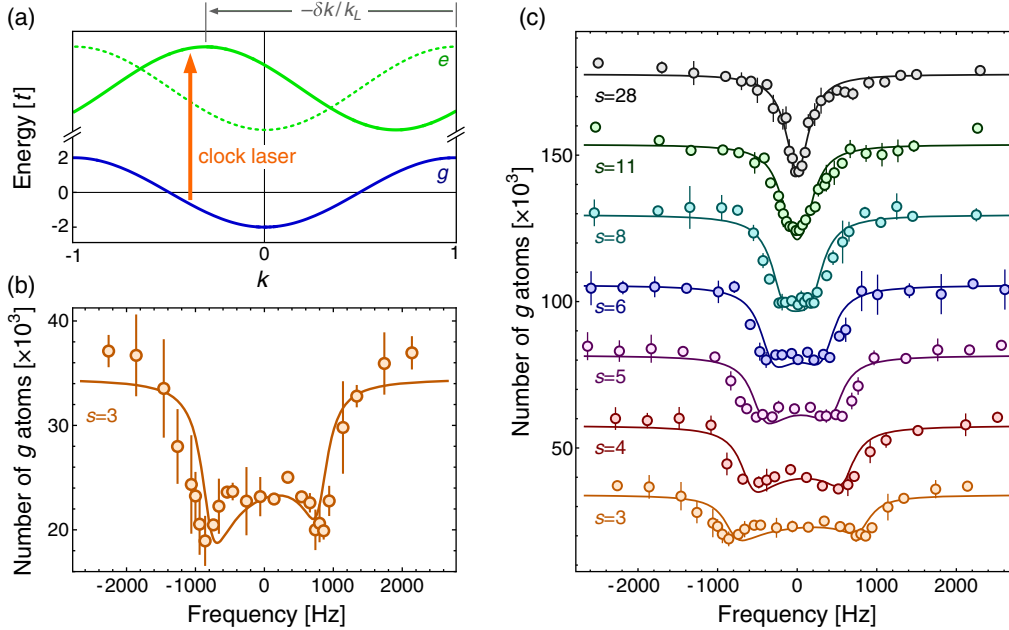 (a)
−δk/k_L
Energy [t]
2
0
-2
e
g
clock laser
-1
0
1
k
(b)
Number of g atoms [×10³]
40
30
20
s=3
-2000
-1000
0
1000
2000
Frequency [Hz]
(c)
Number of g atoms [×10³]
150
100
50
s=28
s=11
s=8
s=6
s=5
s=4
s=3
-2000
-1000
0
1000
2000
Frequency [Hz]